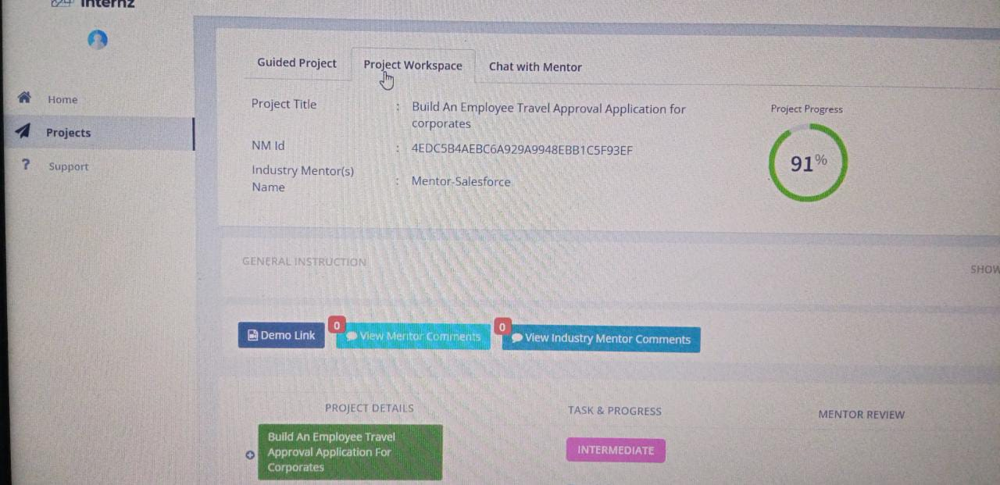 Internz
Guided Project
Project Workspace
Chat with Mentor
Home
Projects
Support
Project Title : Build An Employee Travel Approval Application for
corporates
NM Id : 4EDC5B4AEBC6A929A9948EBB1C5F93EF
Industry Mentor(s)
Name : Mentor-Salesforce
Project Progress
91%
GENERAL INSTRUCTION
SHOW
Demo Link
0
View Mentor Comments
0
View Industry Mentor Comments
PROJECT DETAILS
TASK & PROGRESS
MENTOR REVIEW
Build An Employee Travel
Approval Application For
Corporates
INTERMEDIATE